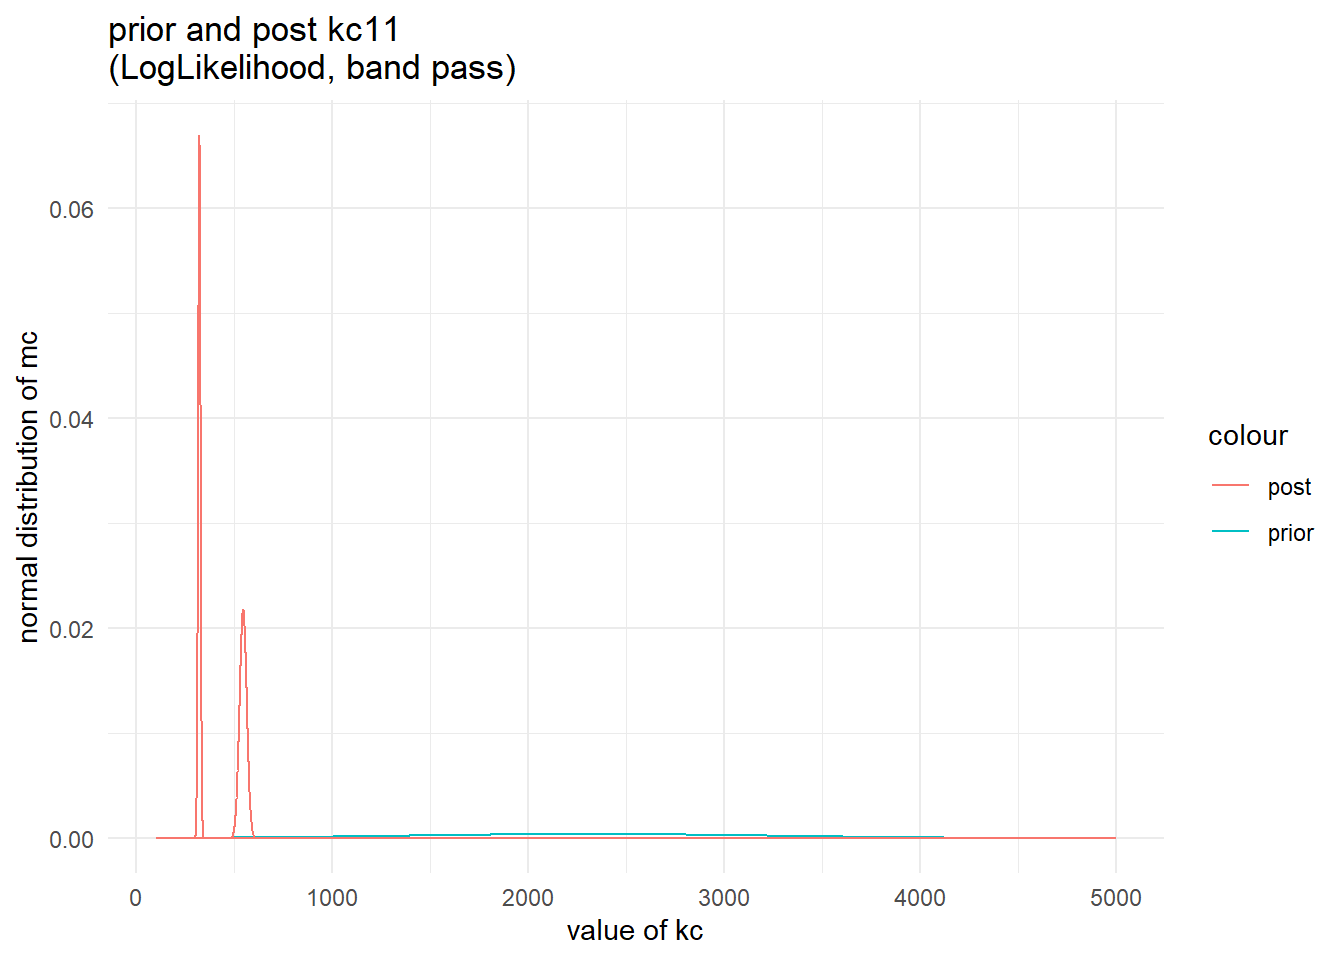 prior and post kc11
(LogLikelihood, band pass)
normal distribution of mc
0.06
0.04
0.02
0.00
0
1000
2000
3000
4000
5000
value of kc
colour
post
prior